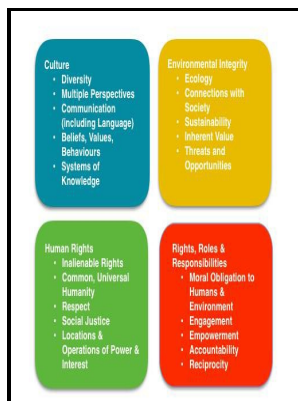 Culture
• Diversity
• Multiple Perspectives
• Communication
(including Language)
• Beliefs, Values,
Behaviours
• Systems of
Knowledge
Environmental Integrity
• Ecology
• Connections with
Society
• Sustainability
• Inherent Value
• Threats and
Opportunities
Human Rights
• Inalienable Rights
• Common, Universal
Humanity
• Respect
• Social Justice
• Locations &
Operations of Power &
Interest
Rights, Roles &
Responsibilities
• Moral Obligation to
Humans &
Environment
• Engagement
• Empowerment
• Accountability
• Reciprocity